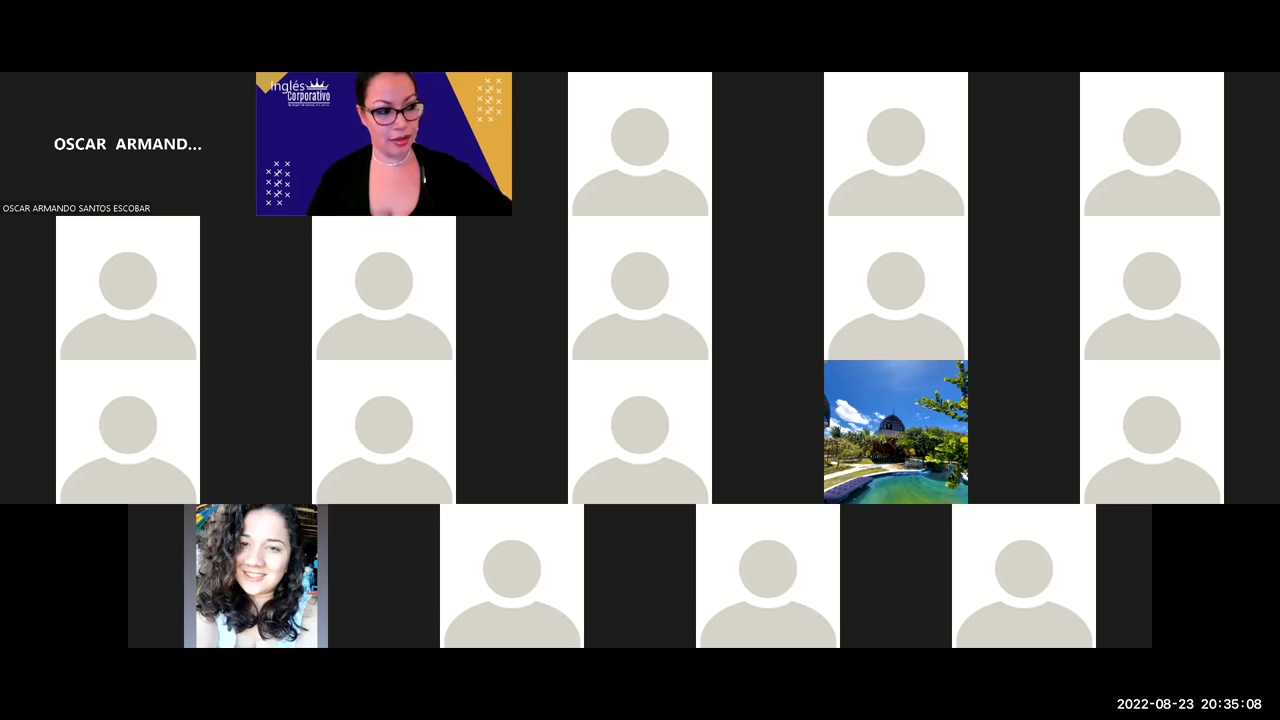 OSCAR ARMAND...
OSCAR ARMANDO SANTOS ESCOBAR
Inglés
Corporativo
2022-08-23 20:35:08